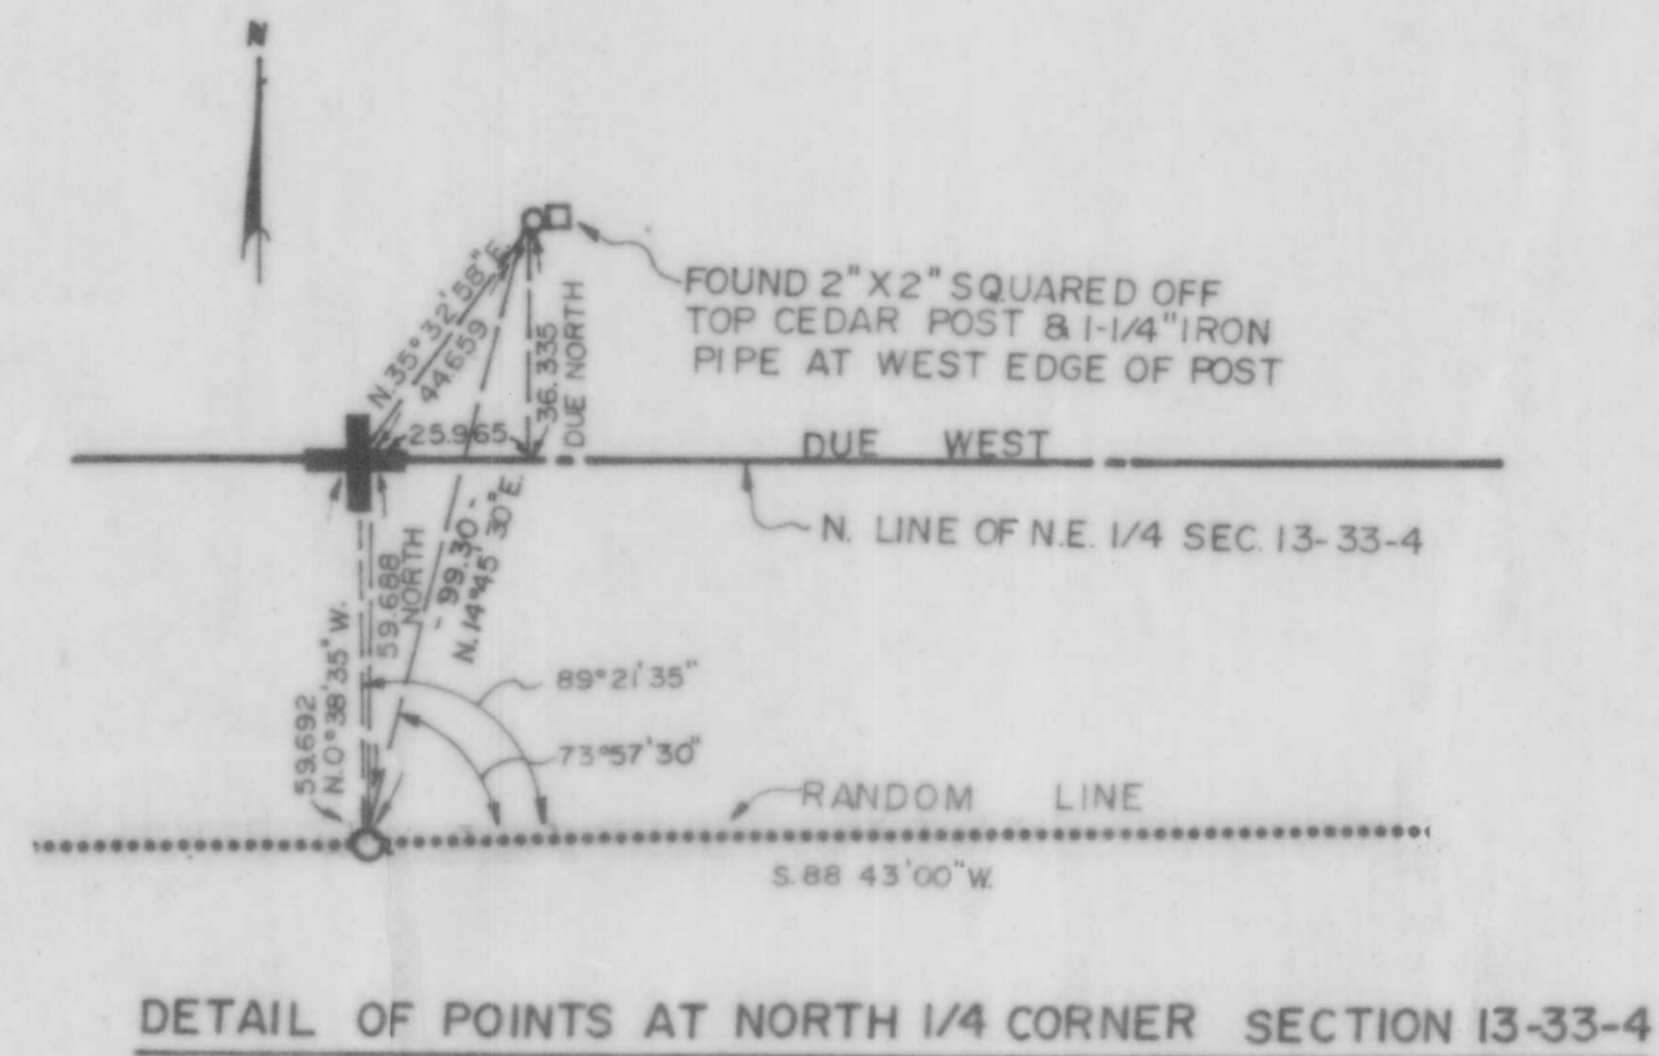 N
N.35°32'58"E.
44.659
36.335
DUE NORTH
FOUND 2" X 2" SQUARED OFF
TOP CEDAR POST & 1-1/4" IRON
PIPE AT WEST EDGE OF POST
25.965
DUE WEST
N. LINE OF N.E. 1/4 SEC. 13-33-4
59.688
NORTH
- 99.30 -
N.14°45'30"E.
59.692
N.0°38'35"W.
89°21'35"
73°57'30"
RANDOM LINE
S.88 43'00"W.
DETAIL OF POINTS AT NORTH 1/4 CORNER SECTION 13-33-4